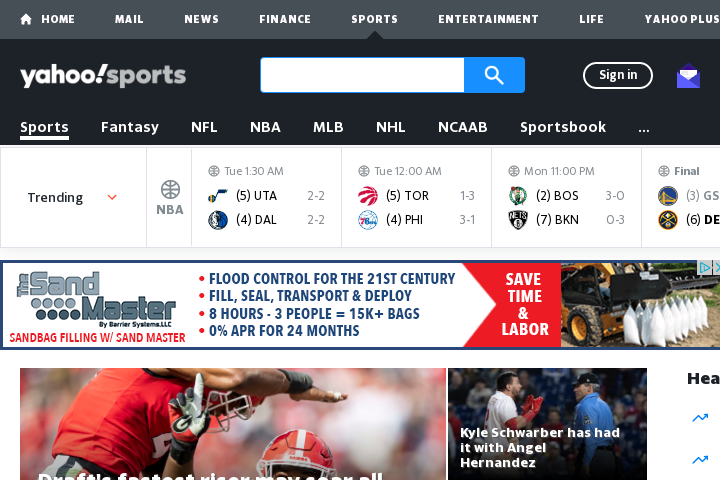 HOME MAIL NEWS FINANCE SPORTS ENTERTAINMENT LIFE YAHOO PLUS
yahoo!sports
Sign in
Sports Fantasy NFL NBA MLB NHL NCAAB Sportsbook ...
Trending
NBA
Tue 1:30 AM
(5) UTA 2-2
(4) DAL 2-2
Tue 12:00 AM
(5) TOR 1-3
(4) PHI 3-1
Mon 11:00 PM
(2) BOS 3-0
(7) BKN 0-3
Final
(3) GS
(6) DE
The Sand Master
By Barrier Systems.LLC
SANDBAG FILLING W/ SAND MASTER
• FLOOD CONTROL FOR THE 21ST CENTURY
• FILL, SEAL, TRANSPORT & DEPLOY
• 8 HOURS - 3 PEOPLE = 15K+ BAGS
• 0% APR FOR 24 MONTHS
SAVE
TIME
&
LABOR
Draft's fastest riser may soar all
Kyle Schwarber has had
it with Angel
Hernandez
Hea